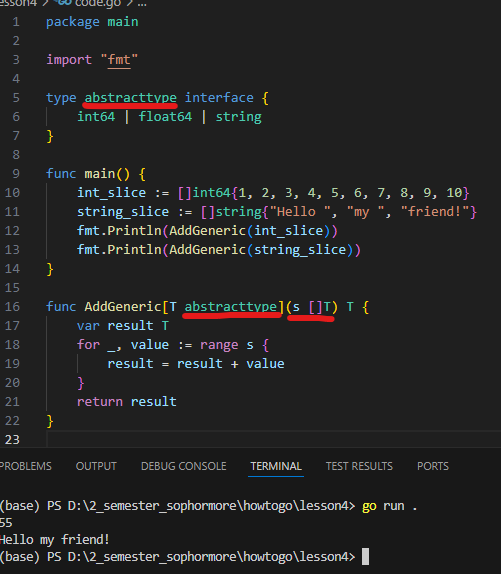 lesson4 > code.go > ...
1 package main
2
3 import "fmt"
4
5 type abstracttype interface {
6     int64 | float64 | string
7 }
8
9 func main() {
10     int_slice := []int64{1, 2, 3, 4, 5, 6, 7, 8, 9, 10}
11     string_slice := []string{"Hello ", "my ", "friend!"}
12     fmt.Println(AddGeneric(int_slice))
13     fmt.Println(AddGeneric(string_slice))
14 }
15
16 func AddGeneric[T abstracttype](s []T) T {
17     var result T
18     for _, value := range s {
19         result = result + value
20     }
21     return result
22 }
23
PROBLEMS OUTPUT DEBUG CONSOLE TERMINAL TEST RESULTS PORTS
(base) PS D:\2_semester_sophormore\howtogo\lesson4> go run .
55
Hello my friend!
(base) PS D:\2_semester_sophormore\howtogo\lesson4>